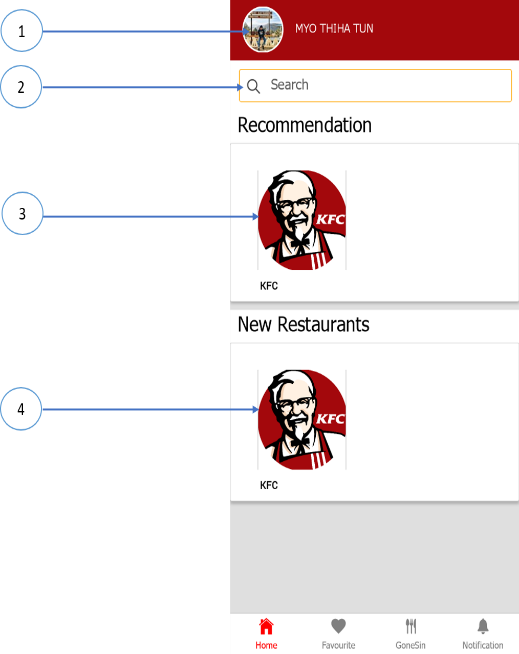 1
MYO THIHA TUN
2
Search
Recommendation
3
KFC
KFC
New Restaurants
4
KFC
KFC
Home
Favourite
GoneSin
Notification